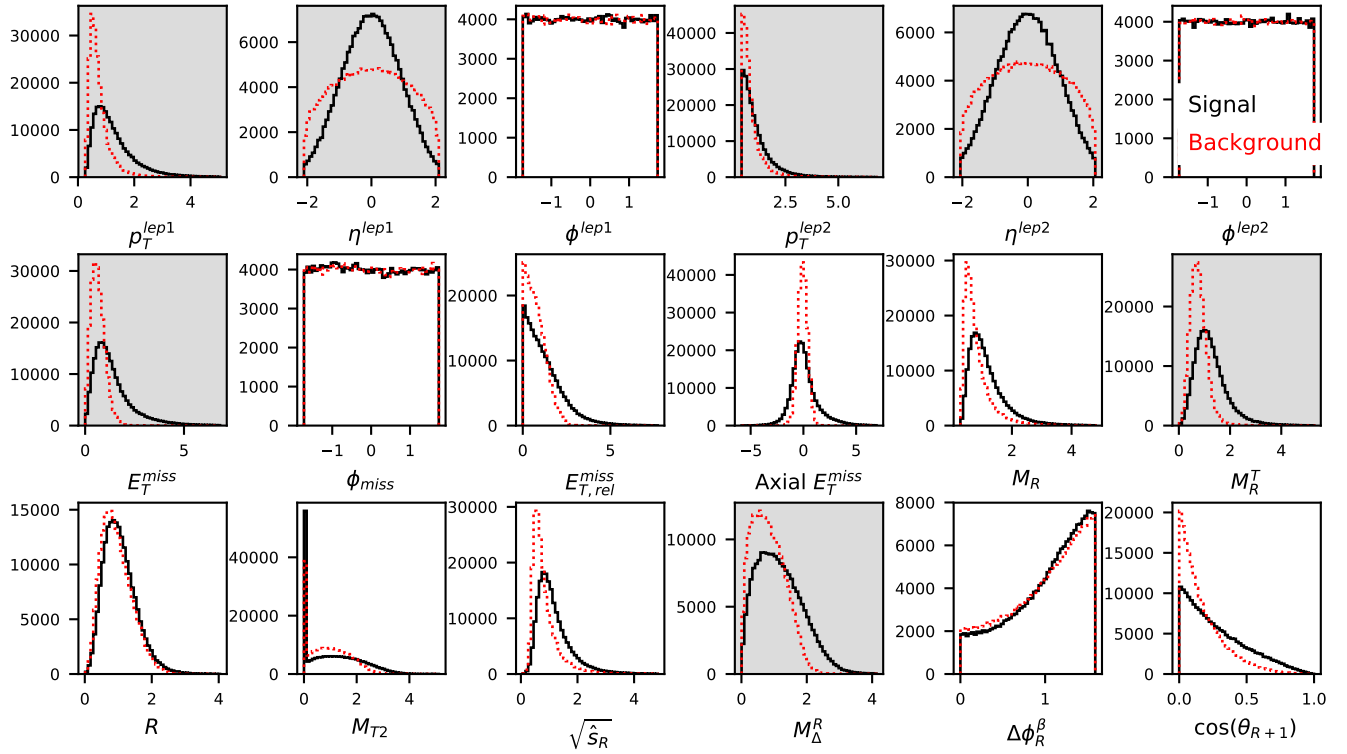 30000
20000
10000
0
0 2 4
p_T^{lep1}
6000
4000
2000
0
−2 0 2
η^{lep1}
4000
3000
2000
1000
0
−1 0 1
ϕ^{lep1}
50000
40000
30000
20000
10000
0
2.5 5.0
p_T^{lep2}
6000
4000
2000
0
−2 0 2
η^{lep2}
4000
3000
2000
1000
0
Signal
Background
−1 0 1
ϕ^{lep2}
30000
20000
10000
0
0 5
E_T^{miss}
4000
3000
2000
1000
0
−1 0 1
ϕ_{miss}
20000
10000
0
0 5
E_{T,rel}^{miss}
40000
30000
20000
10000
0
−5 0 5
Axial E_T^{miss}
30000
20000
10000
0
2 4
M_R
20000
10000
0
0 2 4
M_R^T
15000
10000
5000
0
0 2 4
R
40000
20000
0
0 2 4
M_{T2}
30000
20000
10000
0
0 2 4
√ŝ_R
10000
5000
0
0 2 4
M_Δ^R
8000
6000
4000
2000
0
0 1
Δϕ_R^β
20000
15000
10000
5000
0
0.0 0.5 1.0
cos(θ_{R+1})